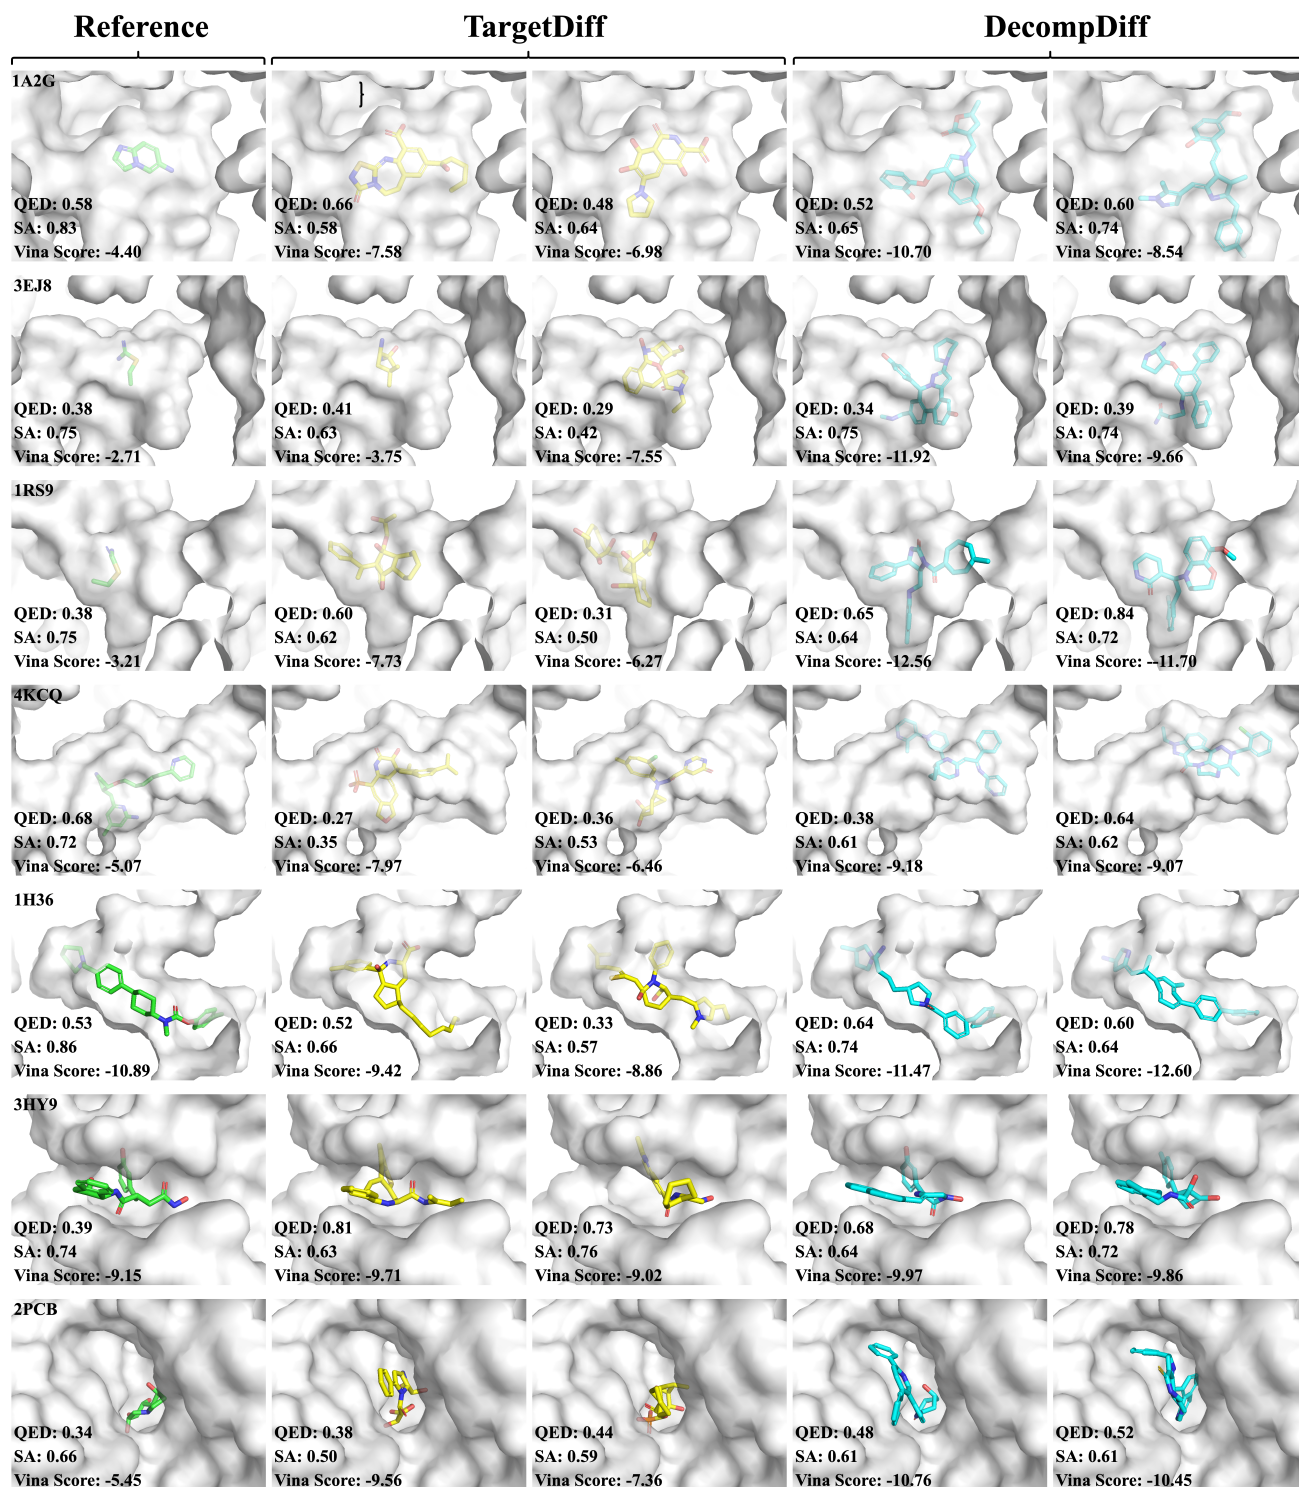 Reference TargetDiff DecompDiff
1A2G
}
QED: 0.58 QED: 0.66 QED: 0.48 QED: 0.52 QED: 0.60
SA: 0.83 SA: 0.58 SA: 0.64 SA: 0.65 SA: 0.74
Vina Score: -4.40 Vina Score: -7.58 Vina Score: -6.98 Vina Score: -10.70 Vina Score: -8.54
3EJ8
QED: 0.38 QED: 0.41 QED: 0.29 QED: 0.34 QED: 0.39
SA: 0.75 SA: 0.63 SA: 0.42 SA: 0.75 SA: 0.74
Vina Score: -2.71 Vina Score: -3.75 Vina Score: -7.55 Vina Score: -11.92 Vina Score: -9.66
1RS9
QED: 0.38 QED: 0.60 QED: 0.31 QED: 0.65 QED: 0.84
SA: 0.75 SA: 0.62 SA: 0.50 SA: 0.64 SA: 0.72
Vina Score: -3.21 Vina Score: -7.73 Vina Score: -6.27 Vina Score: -12.56 Vina Score: --11.70
4KCQ
QED: 0.68 QED: 0.27 QED: 0.36 QED: 0.38 QED: 0.64
SA: 0.72 SA: 0.35 SA: 0.53 SA: 0.61 SA: 0.62
Vina Score: -5.07 Vina Score: -7.97 Vina Score: -6.46 Vina Score: -9.18 Vina Score: -9.07
1H36
QED: 0.53 QED: 0.52 QED: 0.33 QED: 0.64 QED: 0.60
SA: 0.86 SA: 0.66 SA: 0.57 SA: 0.74 SA: 0.64
Vina Score: -10.89 Vina Score: -9.42 Vina Score: -8.86 Vina Score: -11.47 Vina Score: -12.60
3HY9
QED: 0.39 QED: 0.81 QED: 0.73 QED: 0.68 QED: 0.78
SA: 0.74 SA: 0.63 SA: 0.76 SA: 0.64 SA: 0.72
Vina Score: -9.15 Vina Score: -9.71 Vina Score: -9.02 Vina Score: -9.97 Vina Score: -9.86
2PCB
QED: 0.34 QED: 0.38 QED: 0.44 QED: 0.48 QED: 0.52
SA: 0.66 SA: 0.50 SA: 0.59 SA: 0.61 SA: 0.61
Vina Score: -5.45 Vina Score: -9.56 Vina Score: -7.36 Vina Score: -10.76 Vina Score: -10.45